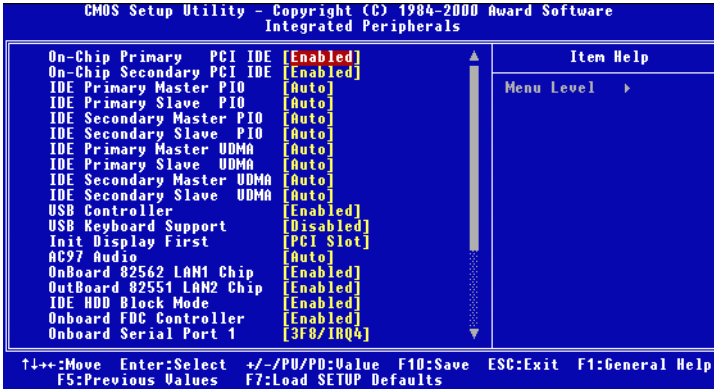 CMOS Setup Utility - Copyright (C) 1984-2000 Award Software
Integrated Peripherals
On-Chip Primary PCI IDE [Enabled]
On-Chip Secondary PCI IDE [Enabled]
IDE Primary Master PIO [Auto]
IDE Primary Slave PIO [Auto]
IDE Secondary Master PIO [Auto]
IDE Secondary Slave PIO [Auto]
IDE Primary Master UDMA [Auto]
IDE Primary Slave UDMA [Auto]
IDE Secondary Master UDMA [Auto]
IDE Secondary Slave UDMA [Auto]
USB Controller [Enabled]
USB Keyboard Support [Disabled]
Init Display First [PCI Slot]
AC97 Audio [Auto]
OnBoard 82562 LAN1 Chip [Enabled]
OutBoard 82551 LAN2 Chip [Enabled]
IDE HDD Block Mode [Enabled]
Onboard FDC Controller [Enabled]
Onboard Serial Port 1 [3F8/IRQ4]
Item Help
Menu Level ▸
↑↓→←:Move Enter:Select +/-/PU/PD:Value F10:Save ESC:Exit F1:General Help
F5:Previous Values F7:Load SETUP Defaults